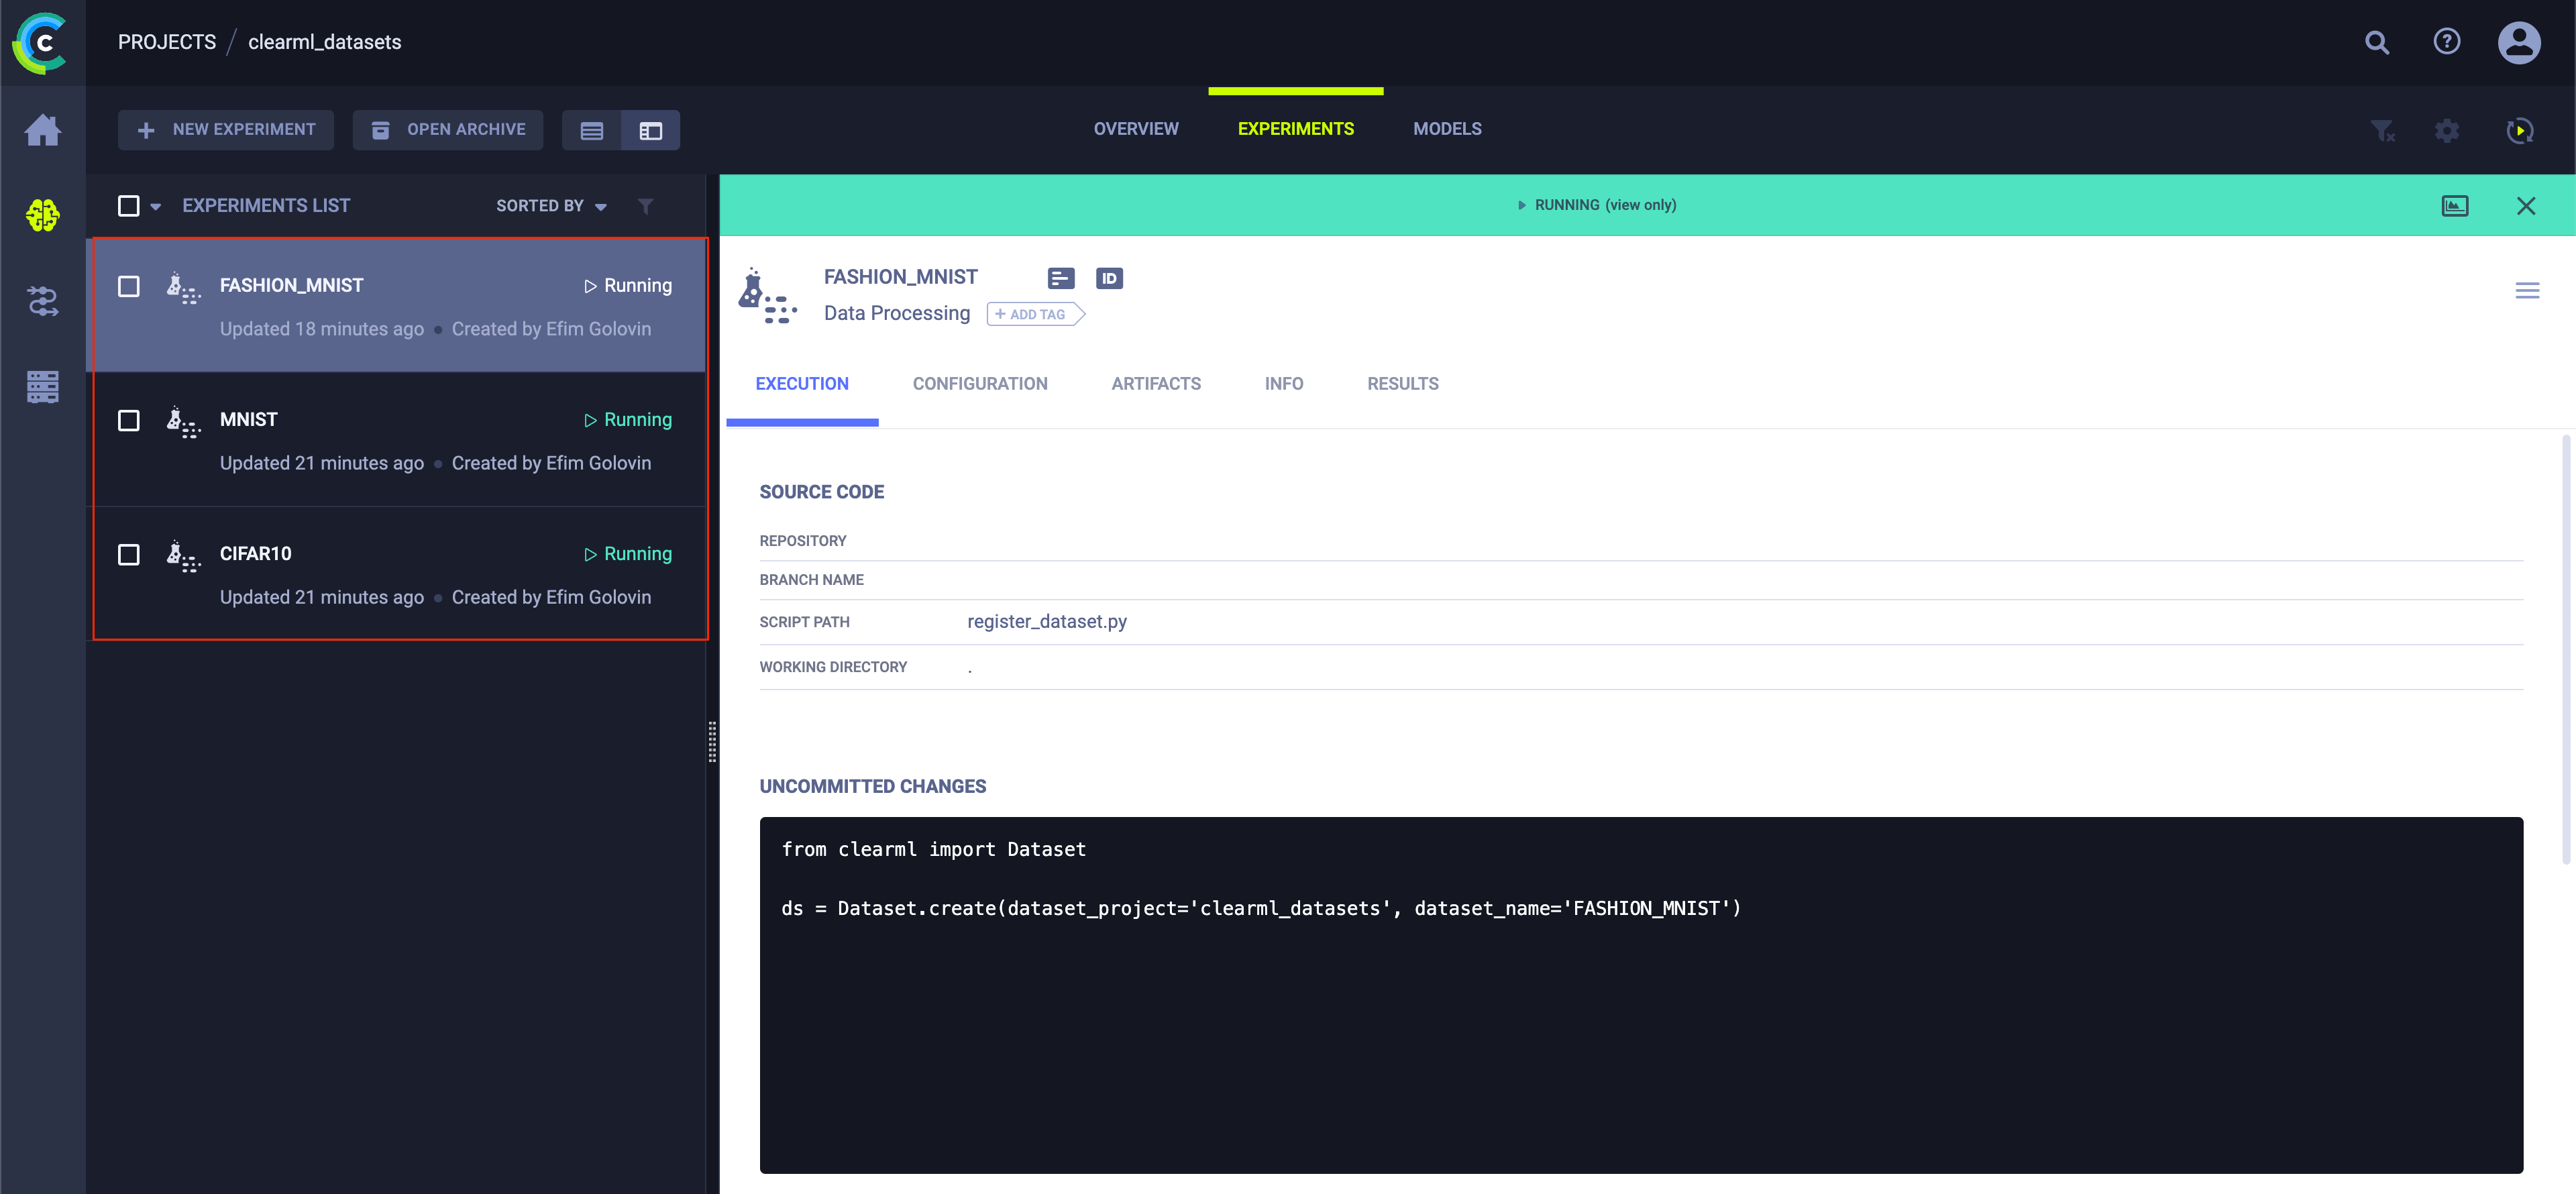 C
PROJECTS / clearml_datasets
?
+ NEW EXPERIMENT
OPEN ARCHIVE
OVERVIEW
EXPERIMENTS
MODELS
EXPERIMENTS LIST
SORTED BY
FASHION_MNIST
Running
Updated 18 minutes ago • Created by Efim Golovin
MNIST
Running
Updated 21 minutes ago • Created by Efim Golovin
CIFAR10
Running
Updated 21 minutes ago • Created by Efim Golovin
RUNNING (view only)
FASHION_MNIST
ID
Data Processing
+ ADD TAG
EXECUTION
CONFIGURATION
ARTIFACTS
INFO
RESULTS
SOURCE CODE
REPOSITORY
BRANCH NAME
SCRIPT PATH register_dataset.py
WORKING DIRECTORY .
UNCOMMITTED CHANGES
from clearml import Dataset
ds = Dataset.create(dataset_project='clearml_datasets', dataset_name='FASHION_MNIST')